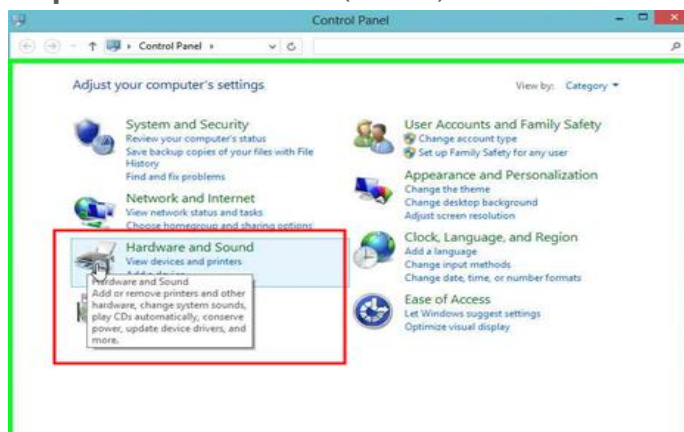 Control Panel
Control Panel
Adjust your computer's settings
View by: Category
System and Security
Review your computer's status
Save backup copies of your files with File
History
Find and fix problems
Network and Internet
View network status and tasks
Choose homegroup and sharing options
Hardware and Sound
View devices and printers
Add a device
Hardware and Sound
Add or remove printers and other
hardware, change system sounds,
play CDs automatically, conserve
power, update device drivers, and
more.
User Accounts and Family Safety
Change account type
Set up Family Safety for any user
Appearance and Personalization
Change the theme
Change desktop background
Adjust screen resolution
Clock, Language, and Region
Add a language
Change input methods
Change date, time, or number formats
Ease of Access
Let Windows suggest settings
Optimize visual display